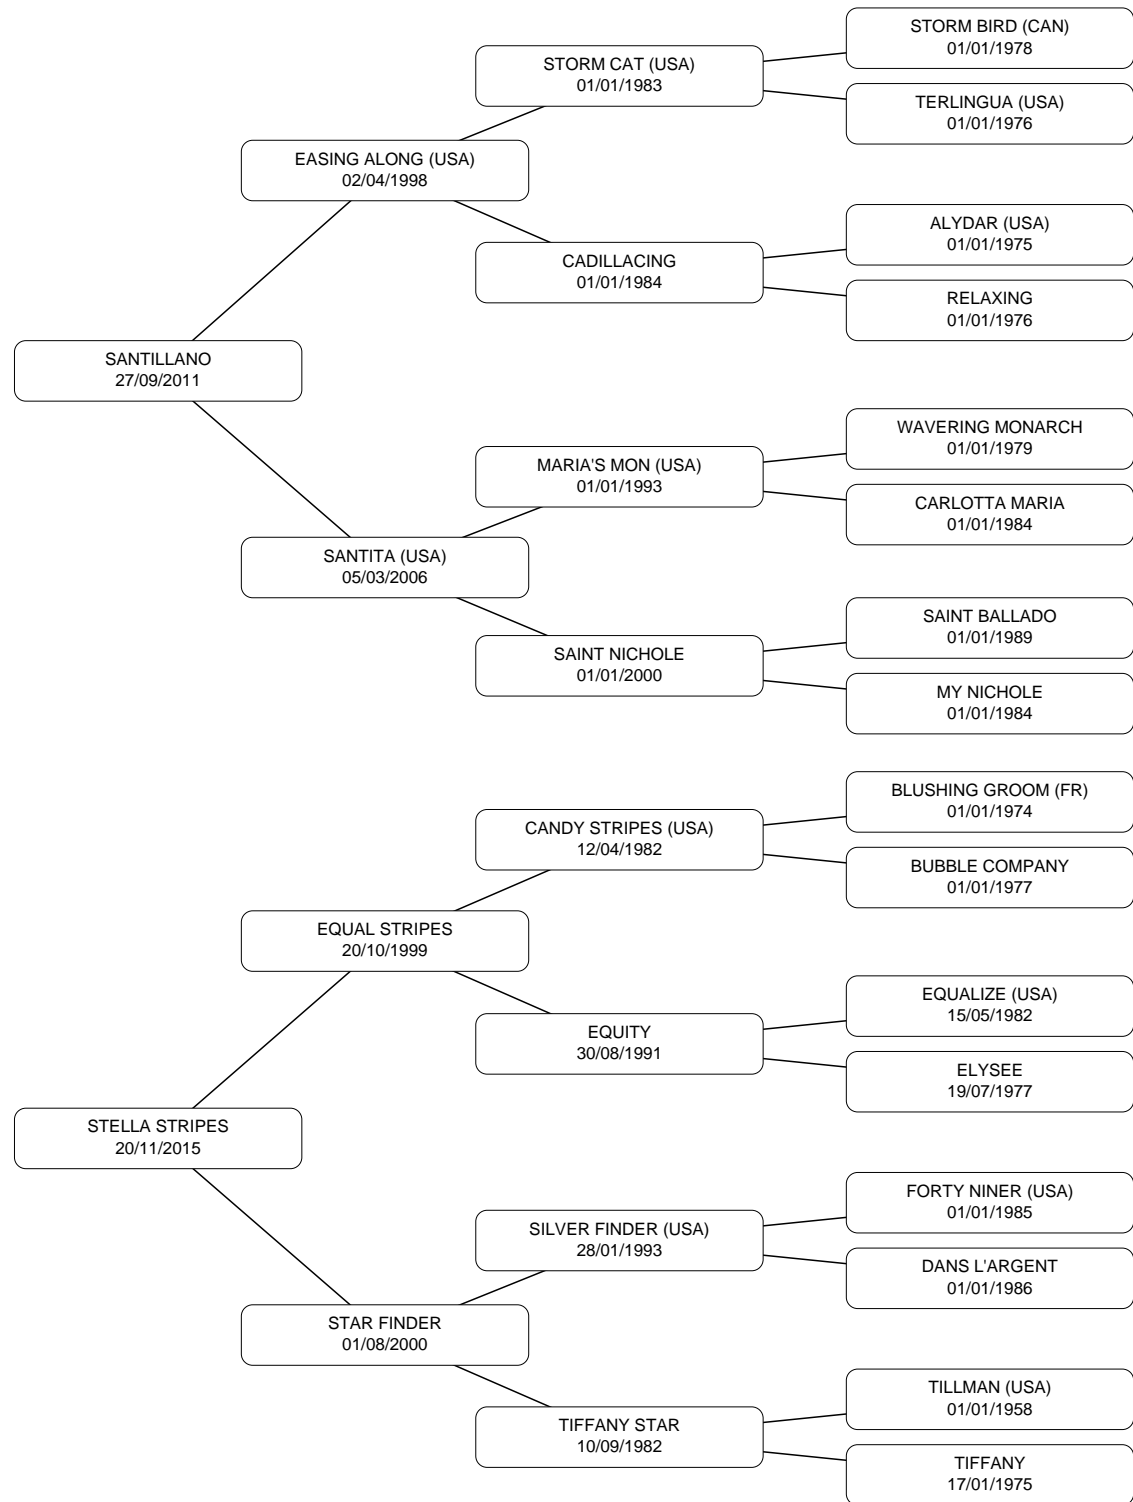 STORM BIRD (CAN)
01/01/1978
STORM CAT (USA)
01/01/1983
TERLINGUA (USA)
01/01/1976
EASING ALONG (USA)
02/04/1998
ALYDAR (USA)
01/01/1975
CADILLACING
01/01/1984
RELAXING
01/01/1976
SANTILLANO
27/09/2011
WAVERING MONARCH
01/01/1979
MARIA'S MON (USA)
01/01/1993
CARLOTTA MARIA
01/01/1984
SANTITA (USA)
05/03/2006
SAINT BALLADO
01/01/1989
SAINT NICHOLE
01/01/2000
MY NICHOLE
01/01/1984
BLUSHING GROOM (FR)
01/01/1974
CANDY STRIPES (USA)
12/04/1982
BUBBLE COMPANY
01/01/1977
EQUAL STRIPES
20/10/1999
EQUALIZE (USA)
15/05/1982
EQUITY
30/08/1991
ELYSEE
19/07/1977
STELLA STRIPES
20/11/2015
FORTY NINER (USA)
01/01/1985
SILVER FINDER (USA)
28/01/1993
DANS L'ARGENT
01/01/1986
STAR FINDER
01/08/2000
TILLMAN (USA)
01/01/1958
TIFFANY STAR
10/09/1982
TIFFANY
17/01/1975